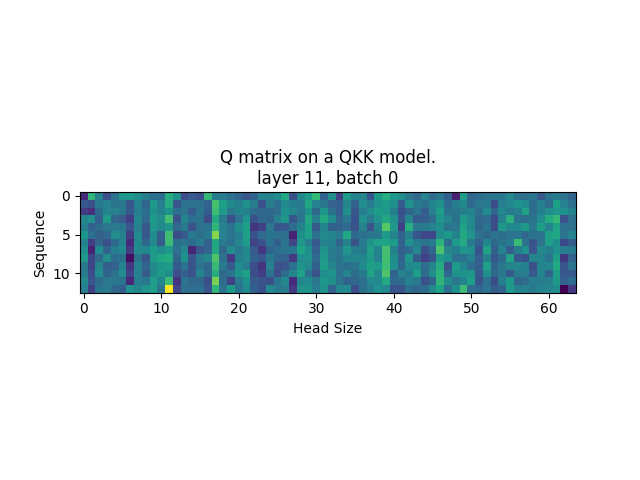 Q matrix on a QKK model.
layer 11, batch 0
Sequence
0
5
10
0 10 20 30 40 50 60
Head Size